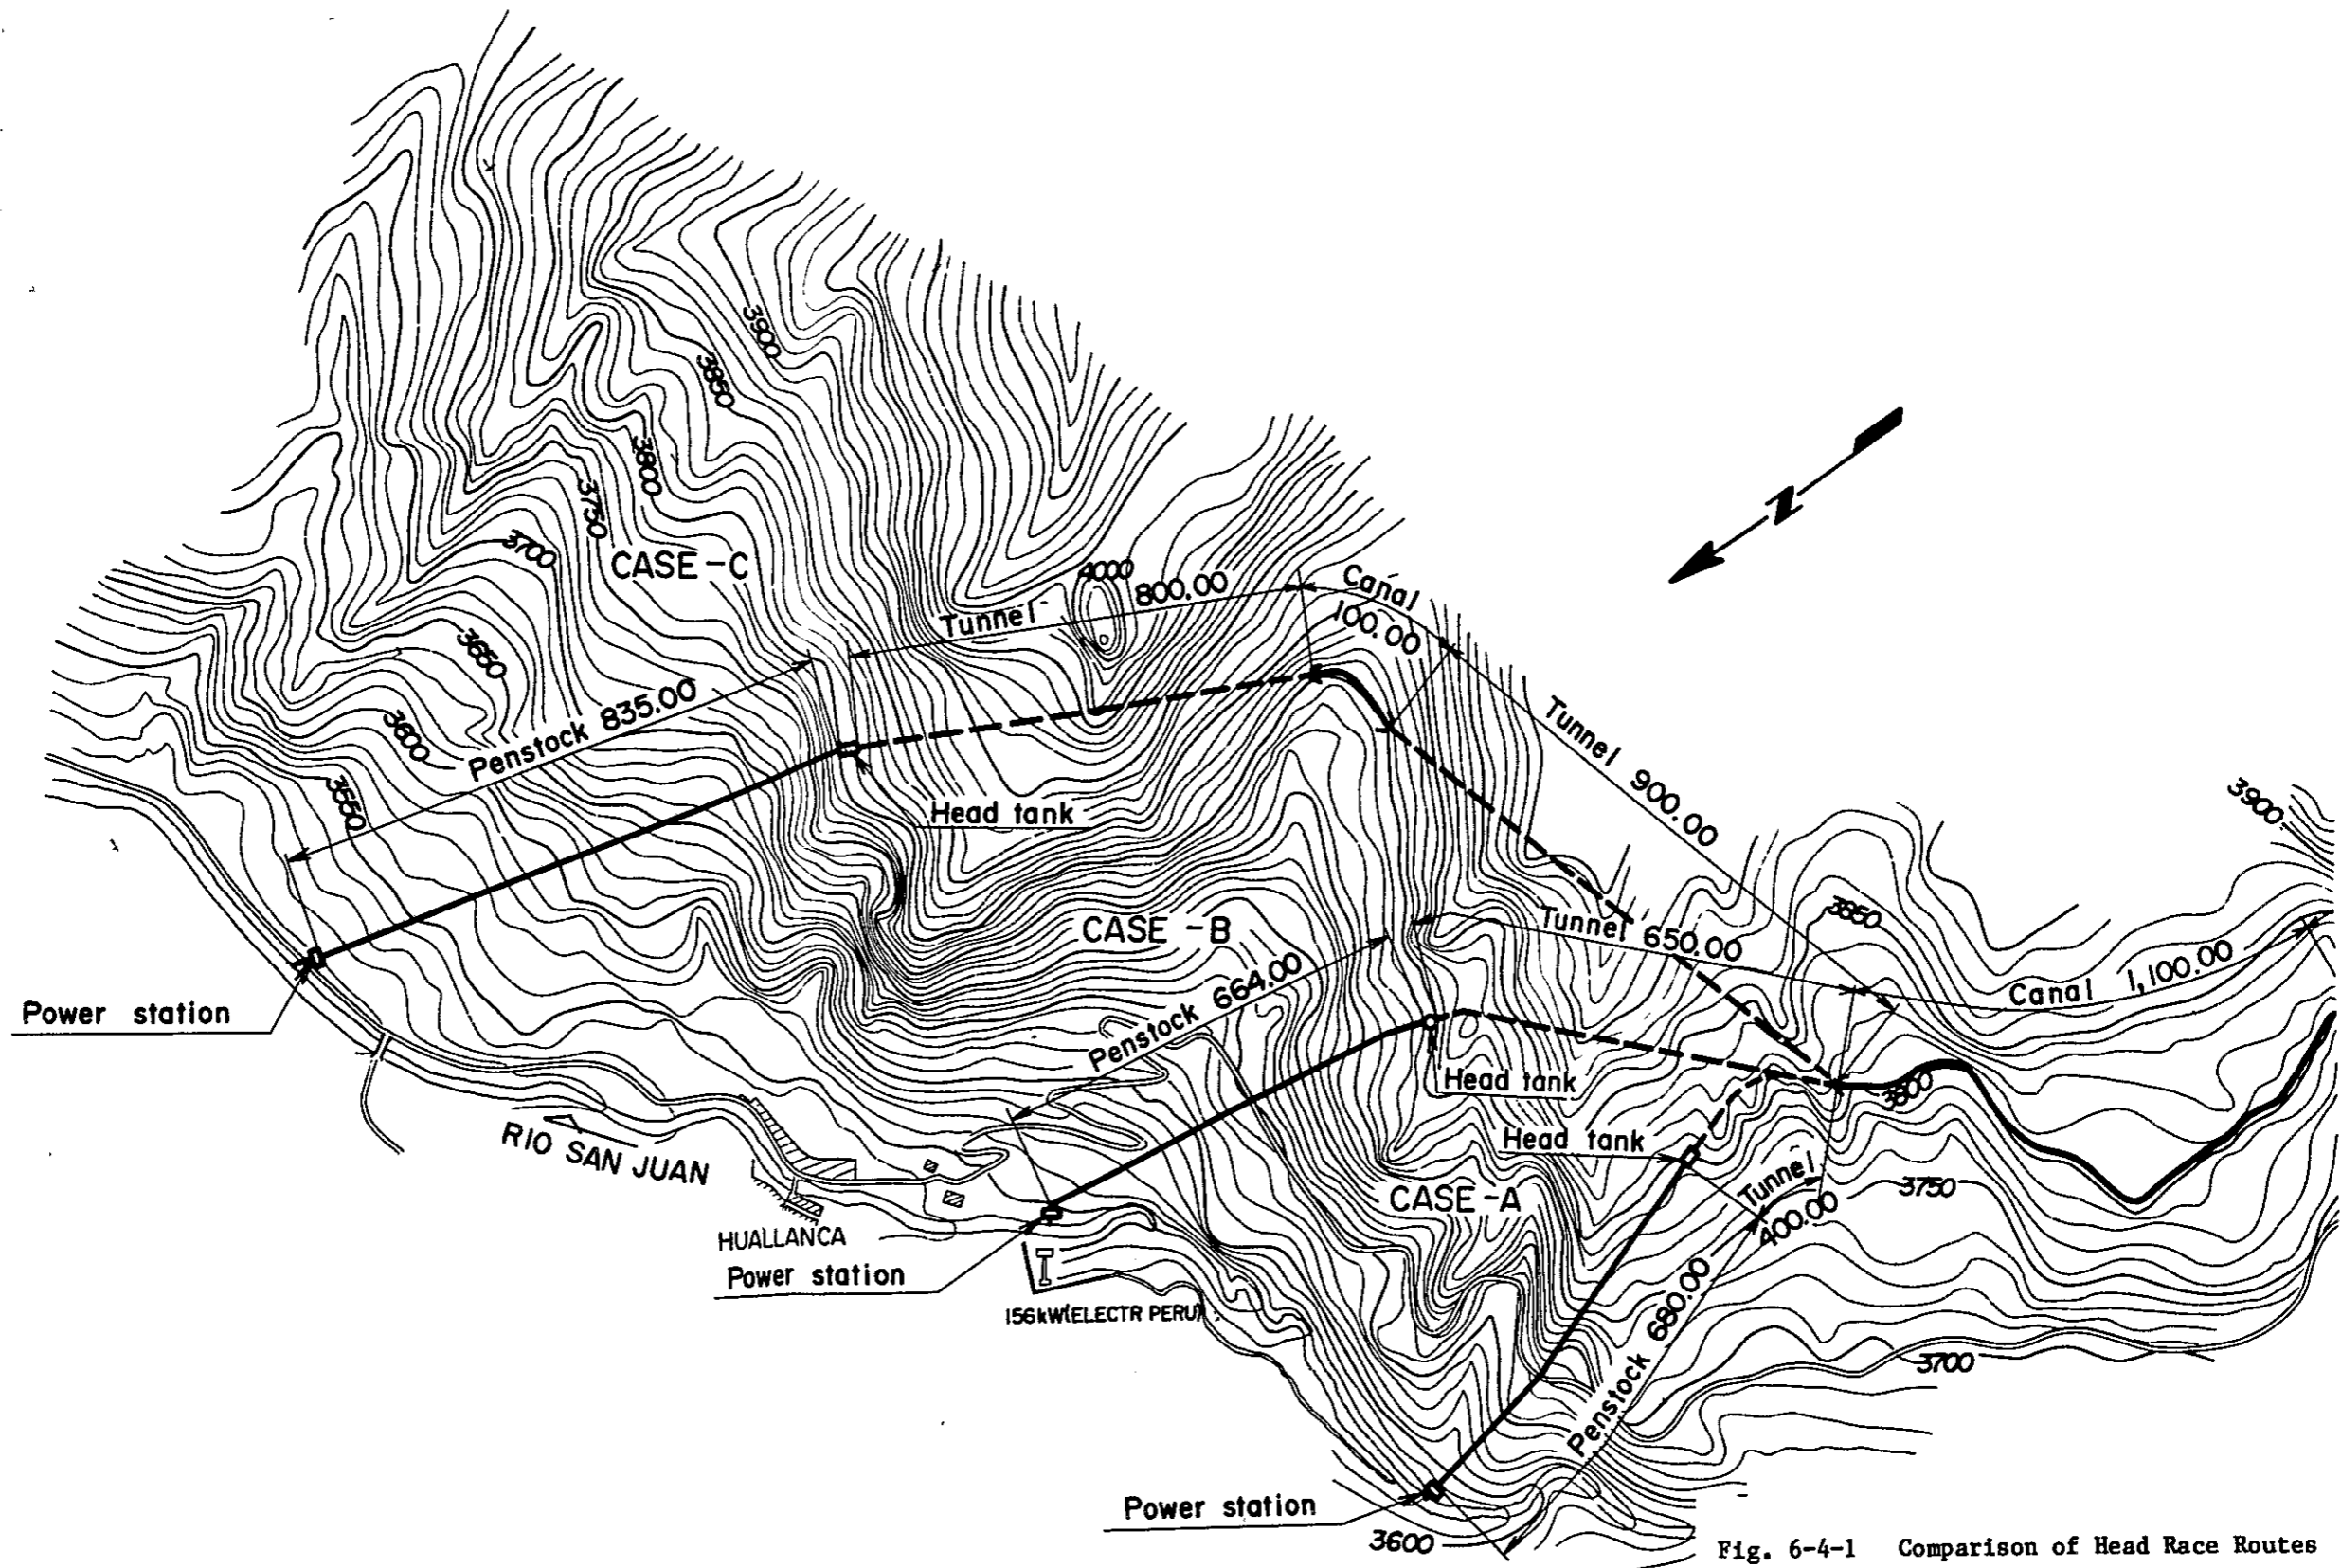 3900
3850
3800
3750
3700
CASE-C
4000
Tunnel 800.00
Canal
100.00
3650
3600
3550
Penstock 835.00
Head tank
Tunnel 900.00
3900
3850
Tunnel 650.00
Canal 1,100.00
CASE-B
Penstock 664.00
Power station
N
Head tank
3800
Head tank
RIO SAN JUAN
CASE-A
Tunnel
400.00
3750
HUALLANCA
Power station
156kW(ELECTR PERU)
Penstock 680.00
3700
Power station
3600
Fig. 6-4-1 Comparison of Head Race Routes